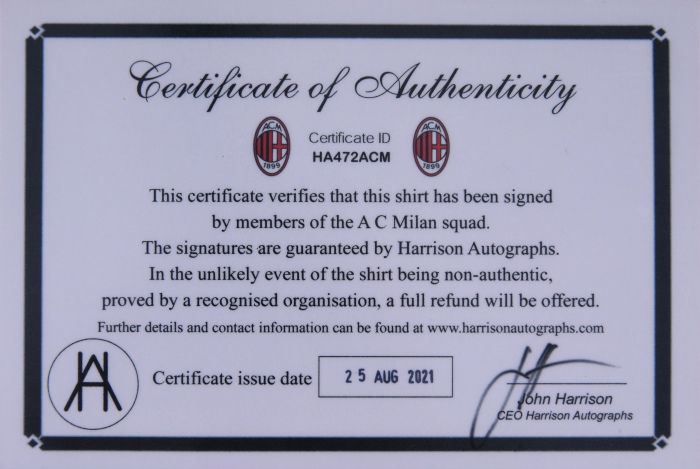 Certificate of Authenticity
ACM
1899
Certificate ID
HA472ACM
ACM
1899
This certificate verifies that this shirt has been signed
by members of the A C Milan squad.
The signatures are guaranteed by Harrison Autographs.
In the unlikely event of the shirt being non-authentic,
proved by a recognised organisation, a full refund will be offered.
Further details and contact information can be found at www.harrisonautographs.com
HA
Certificate issue date
25 AUG 2021
John Harrison
CEO Harrison Autographs